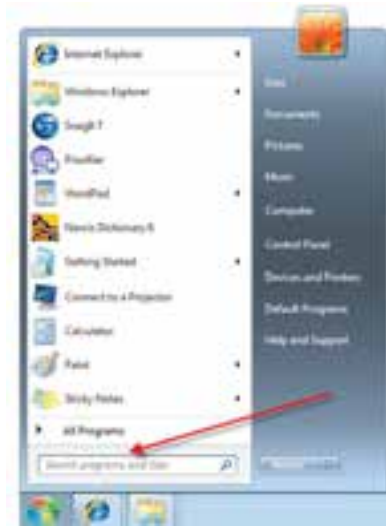 Internet Explorer
Windows Explorer
SnagIt 7
WordPad
Getting Started
Connect to a Projector
Calculator
Paint
Sticky Notes
All Programs
Search programs and files
Documents
Pictures
Music
Computer
Control Panel
Devices and Printers
Default Programs
Help and Support